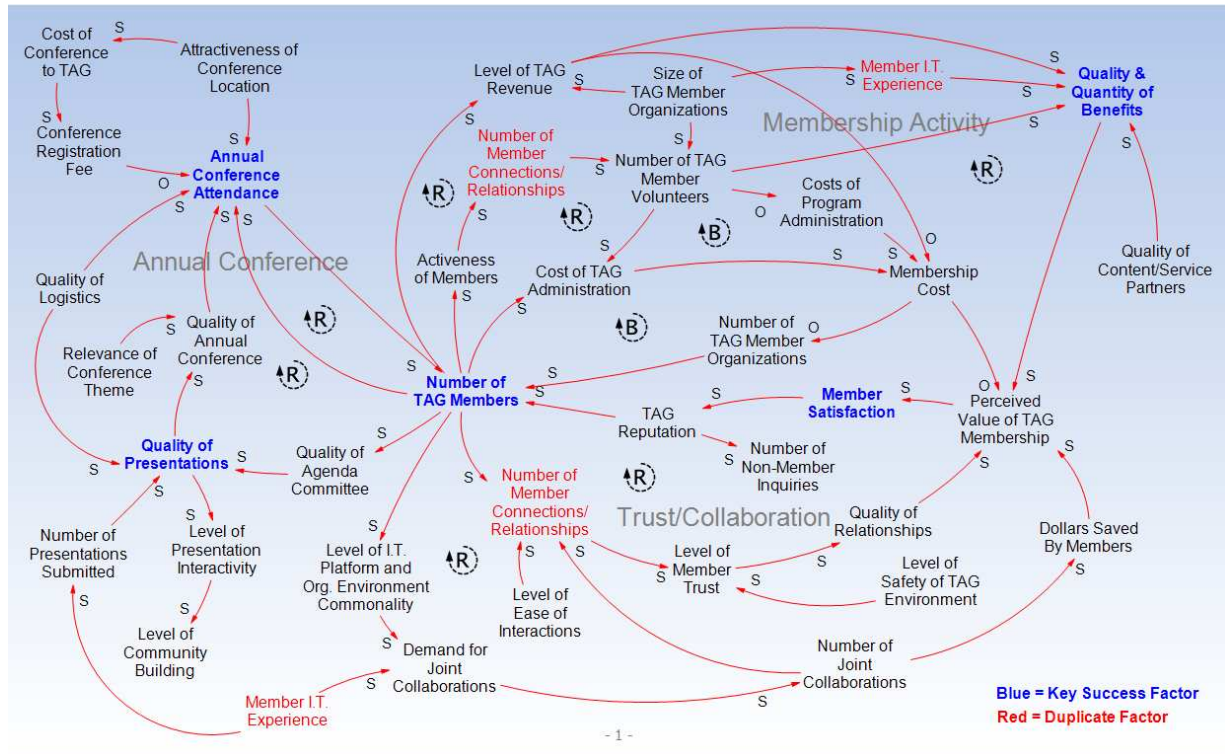 Cost of
Conference
to TAG
S
Attractiveness of
Conference
Location
S
Conference
Registration
Fee
S
Annual
Conference
Attendance
O
S
S
S
Annual Conference
Quality of
Logistics
Relevance of
Conference
Theme
S
Quality of
Annual
Conference
S
R
R
Quality of
Presentations
S
S
S
Quality of
Agenda
Committee
S
Number of
Presentations
Submitted
S
Level of
Presentation
Interactivity
S
Level of
Community
Building
S
Member I.T.
Experience
Level of TAG
Revenue
S
S
Size of
TAG Member
Organizations
S
Member I.T.
Experience
S
Quality &
Quantity of
Benefits
S
S
S
S
Membership Activity
Number of
Member
Connections/
Relationships
S
Number of TAG
Member
Volunteers
S
S
R
R
B
R
Costs of
Program
Administration
O
Activeness
of Members
S
Cost of TAG
Administration
S
S
Membership
Cost
S
S
O
Quality of
Content/Service
Partners
B
Number of
TAG Member
Organizations
O
Number of
TAG Members
S
S
S
TAG
Reputation
S
Member
Satisfaction
S
Perceived
Value of TAG
Membership
O
S
S
S
Number of
Non-Member
Inquiries
S
R
Number of
Member
Connections/
Relationships
S
S
S
Trust/Collaboration
Quality of
Relationships
S
Dollars Saved
By Members
S
Level of I.T.
Platform and
Org. Environment
Commonality
S
R
Level of
Ease of
Interactions
Level of
Member
Trust
S
S
Level of
Safety of TAG
Environment
Demand for
Joint
Collaborations
S
S
Number of
Joint
Collaborations
S
Blue = Key Success Factor
Red = Duplicate Factor
- 1 -